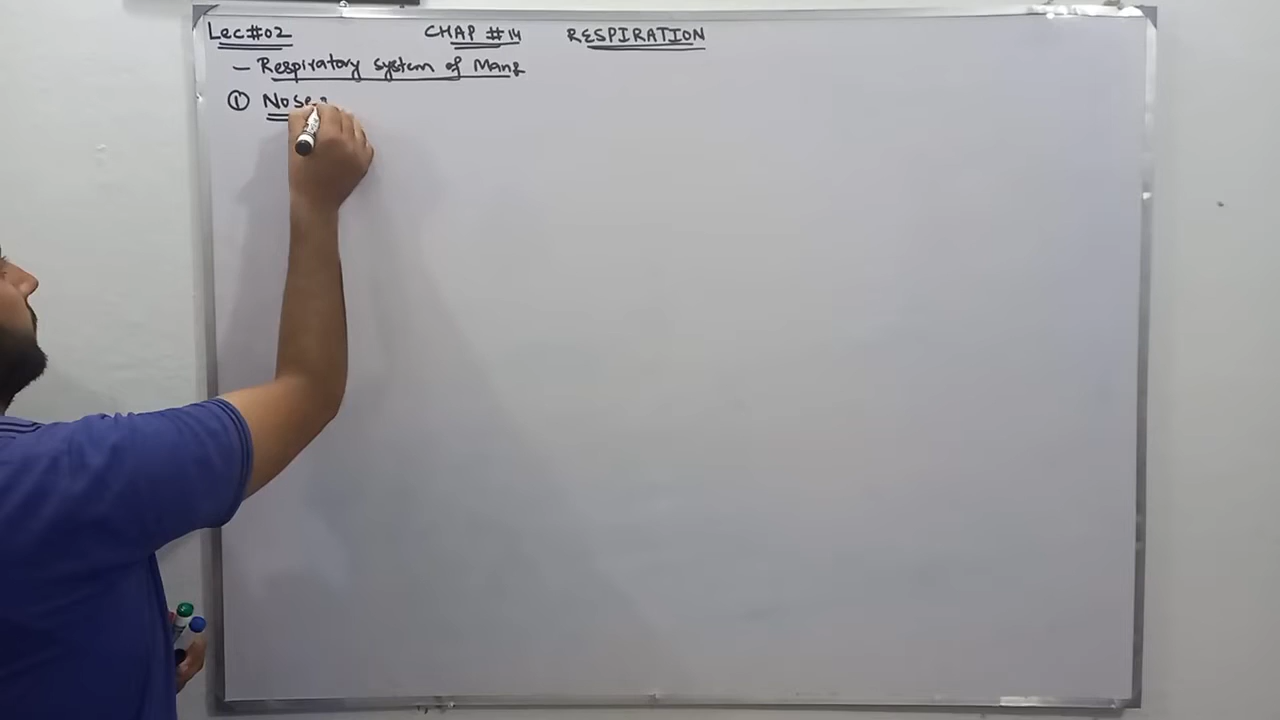 Lec#02 CHAP #14 RESPIRATION
– Respiratory system of Man:
① Nose: